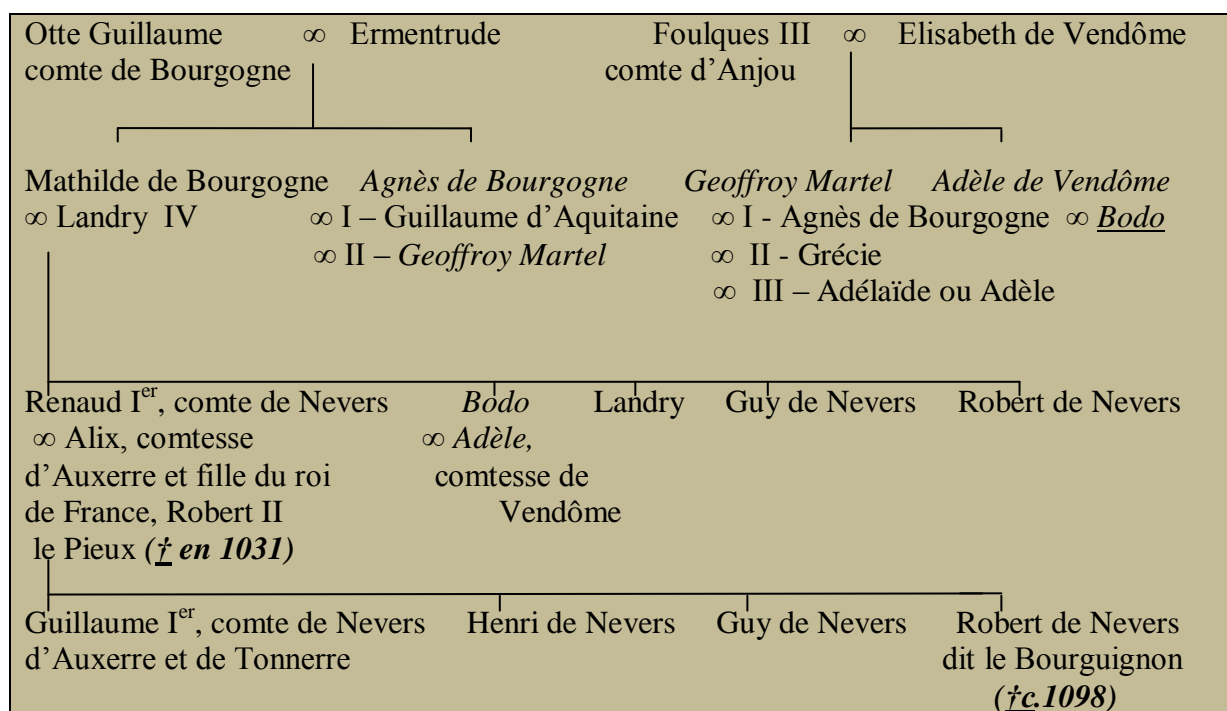 Otte Guillaume ∞ Ermentrude Foulques III ∞ Elisabeth de Vendôme
comte de Bourgogne comte d’Anjou
Mathilde de Bourgogne Agnès de Bourgogne Geoffroy Martel Adèle de Vendôme
∞ Landry IV ∞ I – Guillaume d’Aquitaine ∞ I - Agnès de Bourgogne ∞ Bodo
∞ II – Geoffroy Martel ∞ II - Grécie
∞ III – Adélaïde ou Adèle
Renaud Ier, comte de Nevers Bodo Landry Guy de Nevers Robert de Nevers
∞ Alix, comtesse ∞ Adèle,
d’Auxerre et fille du roi comtesse de
de France, Robert II Vendôme
le Pieux († en 1031)
Guillaume Ier, comte de Nevers Henri de Nevers Guy de Nevers Robert de Nevers
d’Auxerre et de Tonnerre dit le Bourguignon
(†c.1098)